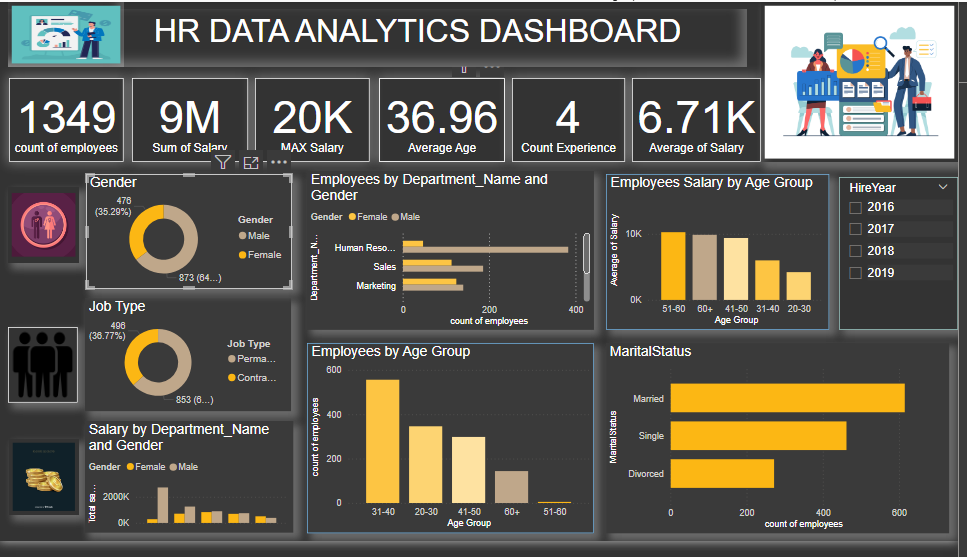 HR DATA ANALYTICS DASHBOARD
1349
count of employees
9M
Sum of Salary
20K
MAX Salary
36.96
Average Age
4
Count Experience
6.71K
Average of Salary
Gender
476
(35.29%)
873 (64...)
Gender
Male
Female
Employees by Department_Name and
Gender
Gender Female Male
Department_N...
Human Reso...
Sales
Marketing
0 200 400
count of employees
Employees Salary by Age Group
Average of Salary
10K
0K
51-60 60+ 41-50 31-40 20-30
Age Group
HireYear
2016
2017
2018
2019
Job Type
496
(36.77%)
853 (6...)
Job Type
Perma...
Contra...
Employees by Age Group
count of employees
600
400
200
0
31-40 20-30 41-50 60+ 51-60
Age Group
MaritalStatus
MaritalStatus
Married
Single
Divorced
0 200 400 600
count of employees
Salary by Department_Name
and Gender
Gender Female Male
Total sa...
2000K
0K